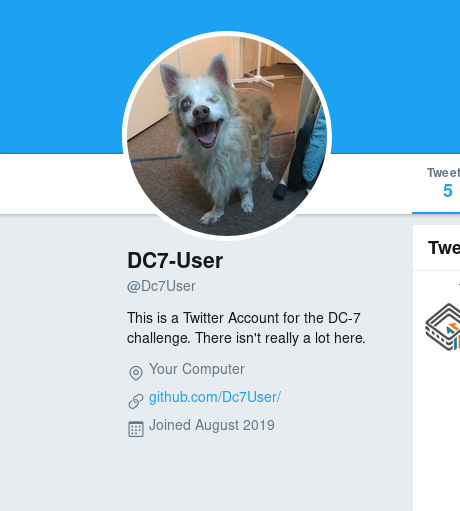 Tweet
5
DC7-User
@Dc7User
This is a Twitter Account for the DC-7
challenge. There isn't really a lot here.
Your Computer
github.com/Dc7User/
Joined August 2019
Twe